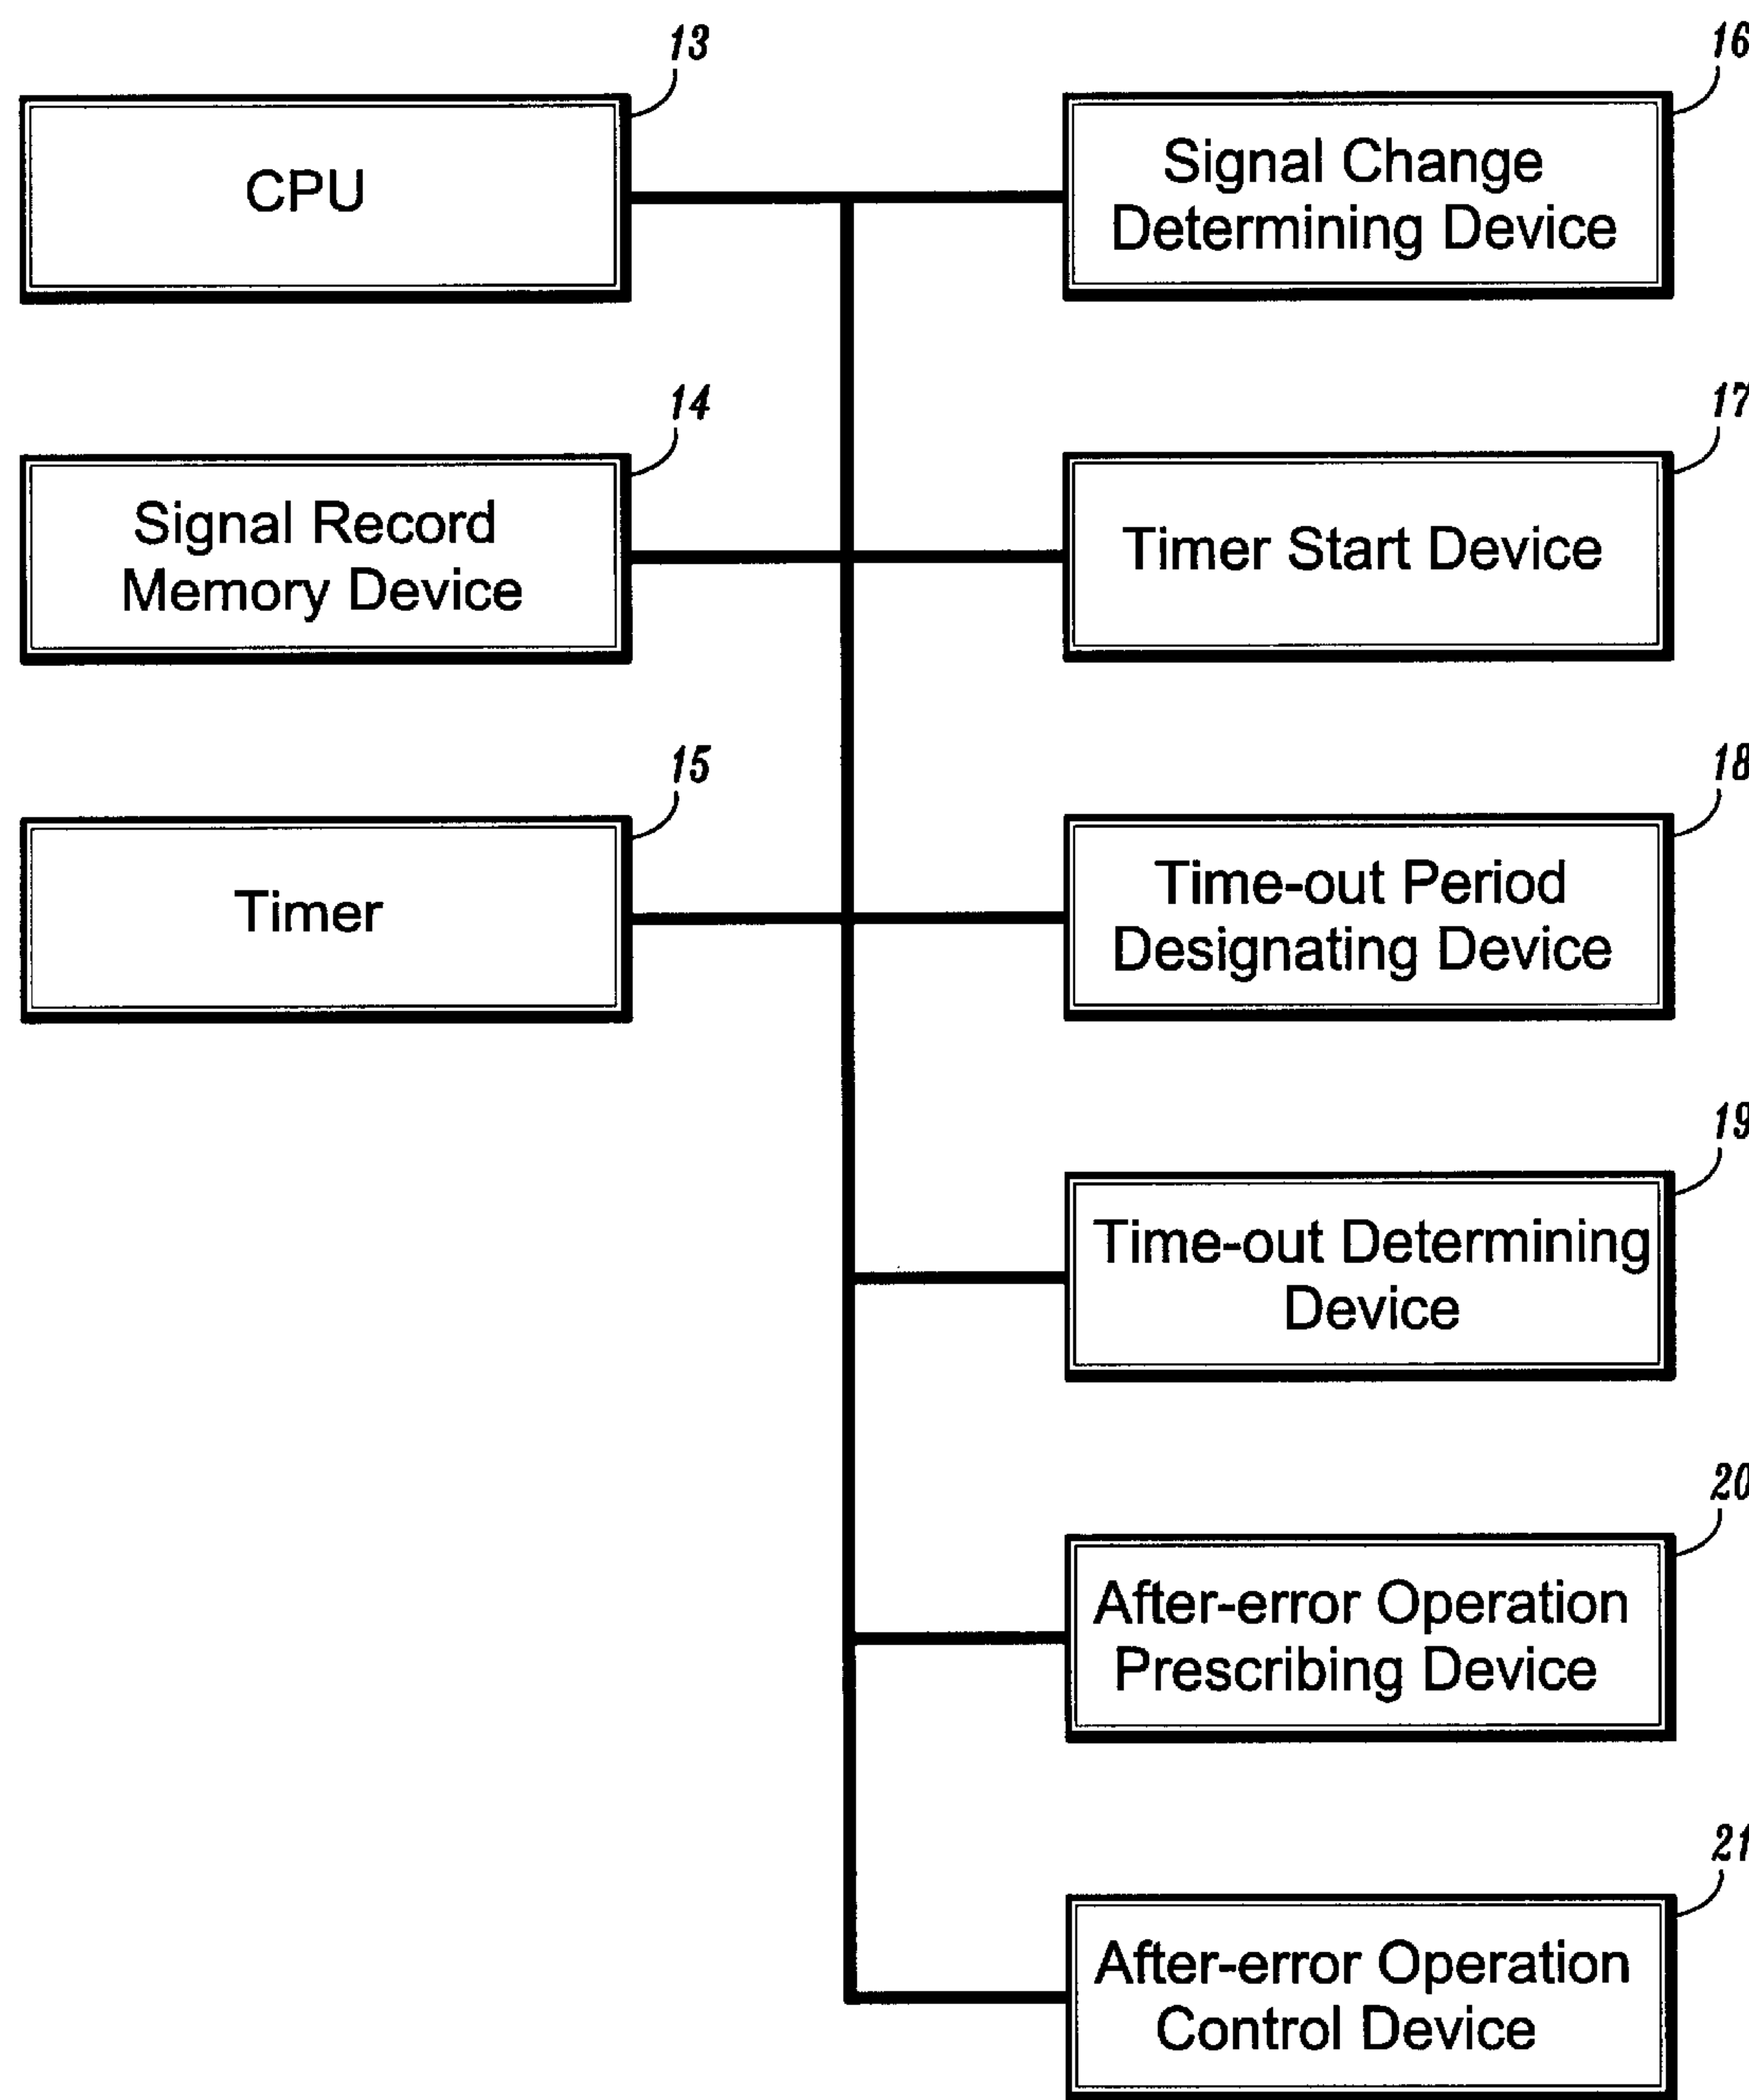 13
CPU
14
Signal Record
Memory Device
15
Timer
16
Signal Change
Determining Device
17
Timer Start Device
18
Time-out Period
Designating Device
19
Time-out Determining
Device
20
After-error Operation
Prescribing Device
21
After-error Operation
Control Device